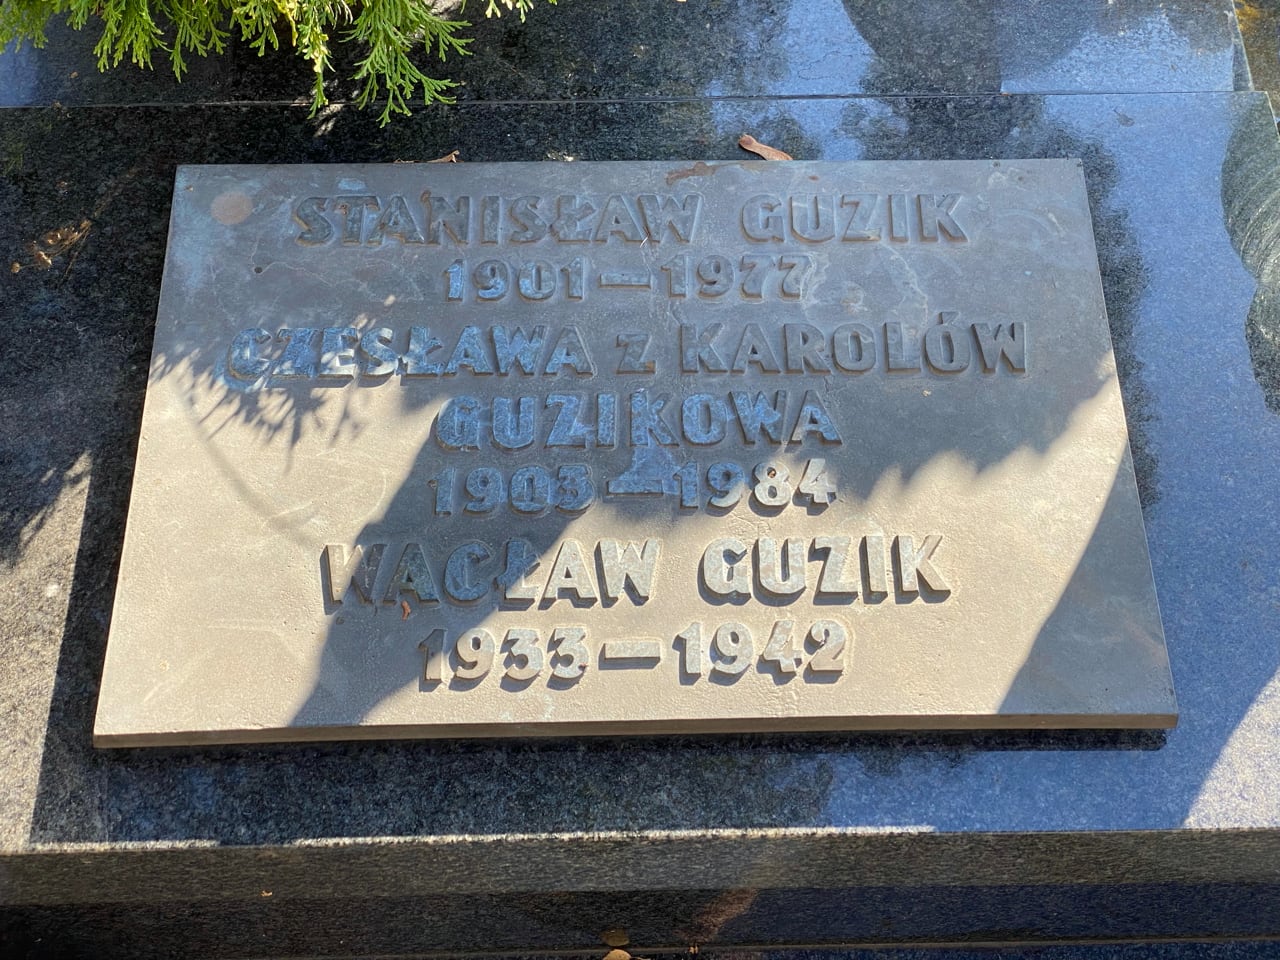 STANISŁAW GUZIK
1901 – 1977
CZESŁAWA Z KAROLÓW
GUZIKOWA
1903 – 1984
WACŁAW GUZIK
1933 – 1942